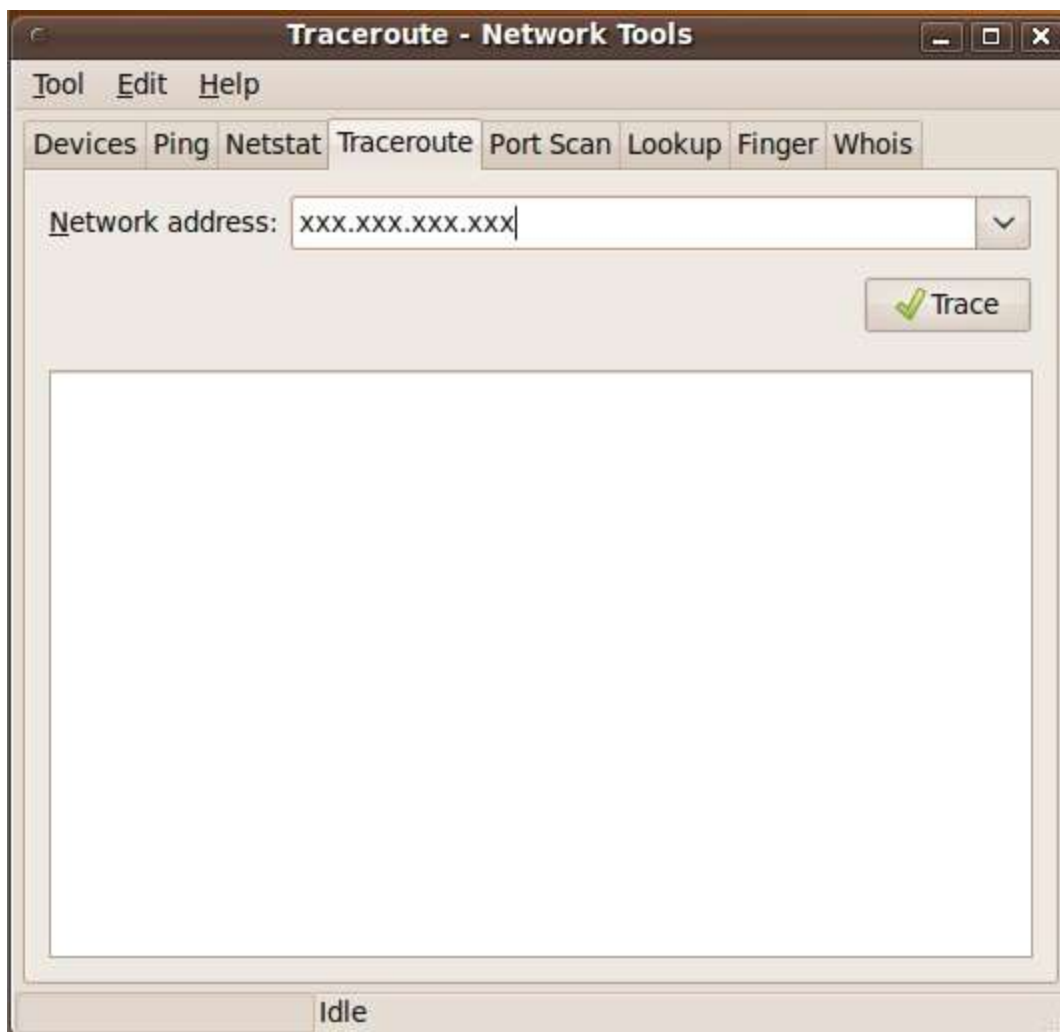 Traceroute - Network Tools
Tool Edit Help
Devices Ping Netstat Traceroute Port Scan Lookup Finger Whois
Network address: xxx.xxx.xxx.xxx
Trace
Idle